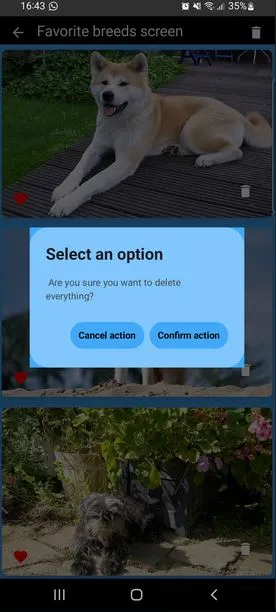 16:43 35%
Favorite breeds screen
Select an option
Are you sure you want to delete
everything?
Cancel action Confirm action